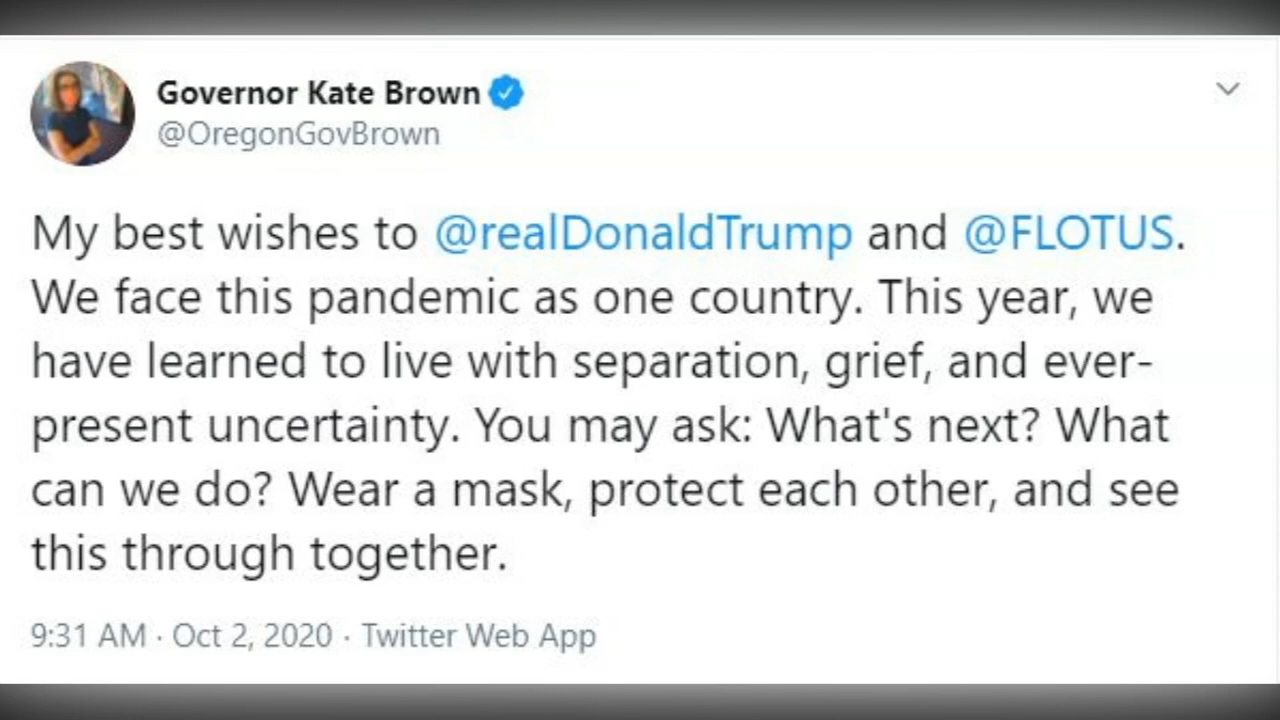 Governor Kate Brown
@OregonGovBrown
My best wishes to @realDonaldTrump and @FLOTUS.
We face this pandemic as one country. This year, we
have learned to live with separation, grief, and ever-
present uncertainty. You may ask: What's next? What
can we do? Wear a mask, protect each other, and see
this through together.
9:31 AM · Oct 2, 2020 · Twitter Web App